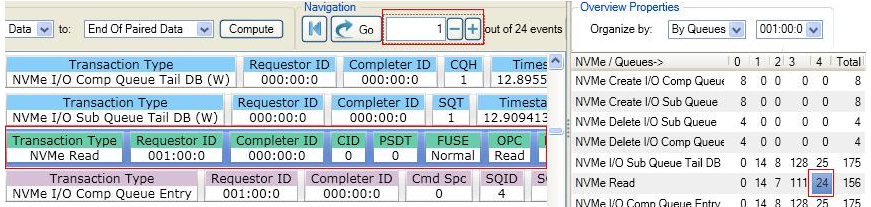 Navigation
Data to: End Of Paired Data Compute Go 1 out of 24 events
Transaction Type Requestor ID Completer ID CQH Times
NVMe I/O Comp Queue Tail DB (W) 000:00:0 000:00:0 1 12.8955
Transaction Type Requestor ID Completer ID SQT Timesta
NVMe I/O Sub Queue Tail DB (W) 000:00:0 000:00:0 1 12.909413
Transaction Type Requestor ID Completer ID CID PSDT FUSE OPC
NVMe Read 001:00:0 000:00:0 0 0 Normal Read
Transaction Type Requestor ID Completer ID Cmd Spc SQID
NVMe I/O Comp Queue Entry 001:00:0 000:00:0 0 4
Overview Properties
Organize by: By Queues 001:00:0
NVMe / Queues-> 0 1 2 3 4 Total
NVMe Create I/O Comp Queue 8 0 0 0 0 8
NVMe Create I/O Sub Queue 8 0 0 0 0 8
NVMe Delete I/O Sub Queue 4 0 0 0 0 4
NVMe Delete I/O Comp Queue 4 0 0 0 0 4
NVMe I/O Sub Queue Tail DB 0 14 8 128 25 175
NVMe Read 0 14 7 111 24 156
NVMe I/O Comp Queue Entry 0 14 8 128 25 175